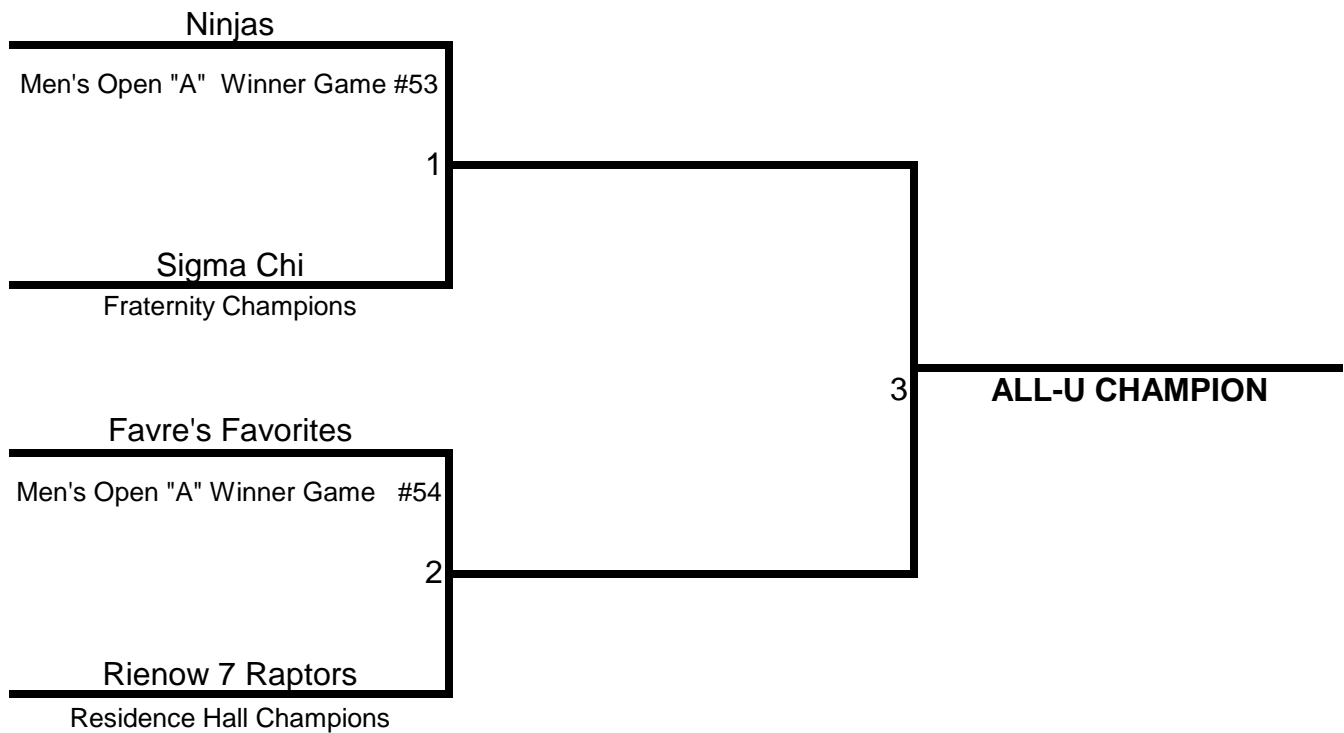 Ninjas
Men's Open "A" Winner Game #53
1
Sigma Chi
Fraternity Champions
3
ALL-U CHAMPION
Favre's Favorites
Men's Open "A" Winner Game #54
2
Rienow 7 Raptors
Residence Hall Champions